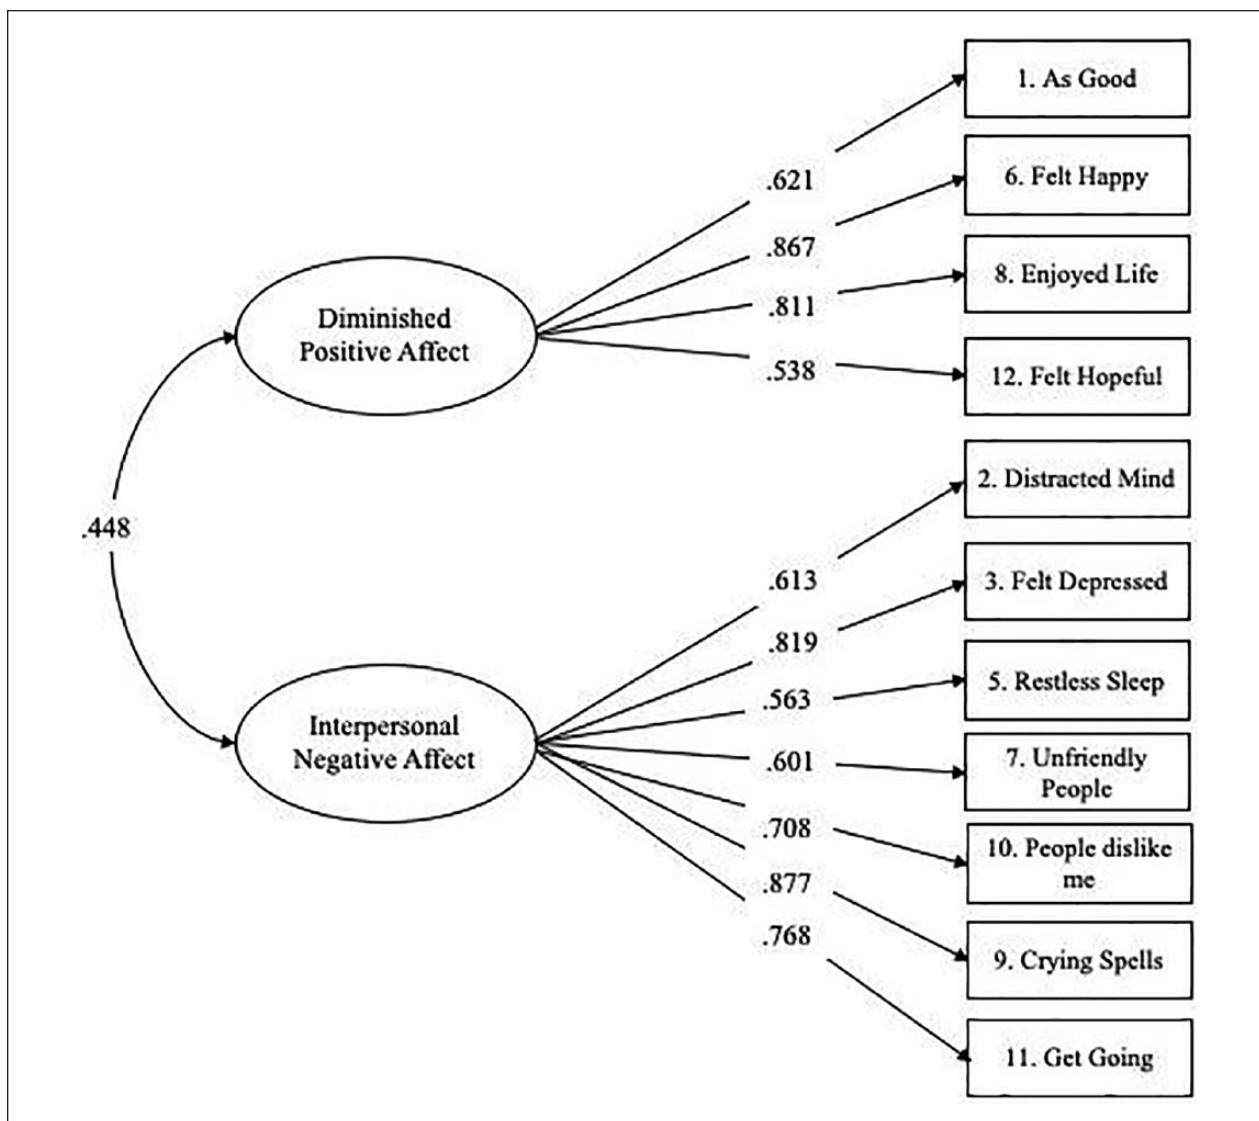 1. As Good
6. Felt Happy
8. Enjoyed Life
12. Felt Hopeful
.621
.867
.811
.538
Diminished
Positive Affect
.448
2. Distracted Mind
3. Felt Depressed
5. Restless Sleep
7. Unfriendly
People
10. People dislike
me
9. Crying Spells
11. Get Going
.613
.819
.563
.601
.708
.877
.768
Interpersonal
Negative Affect